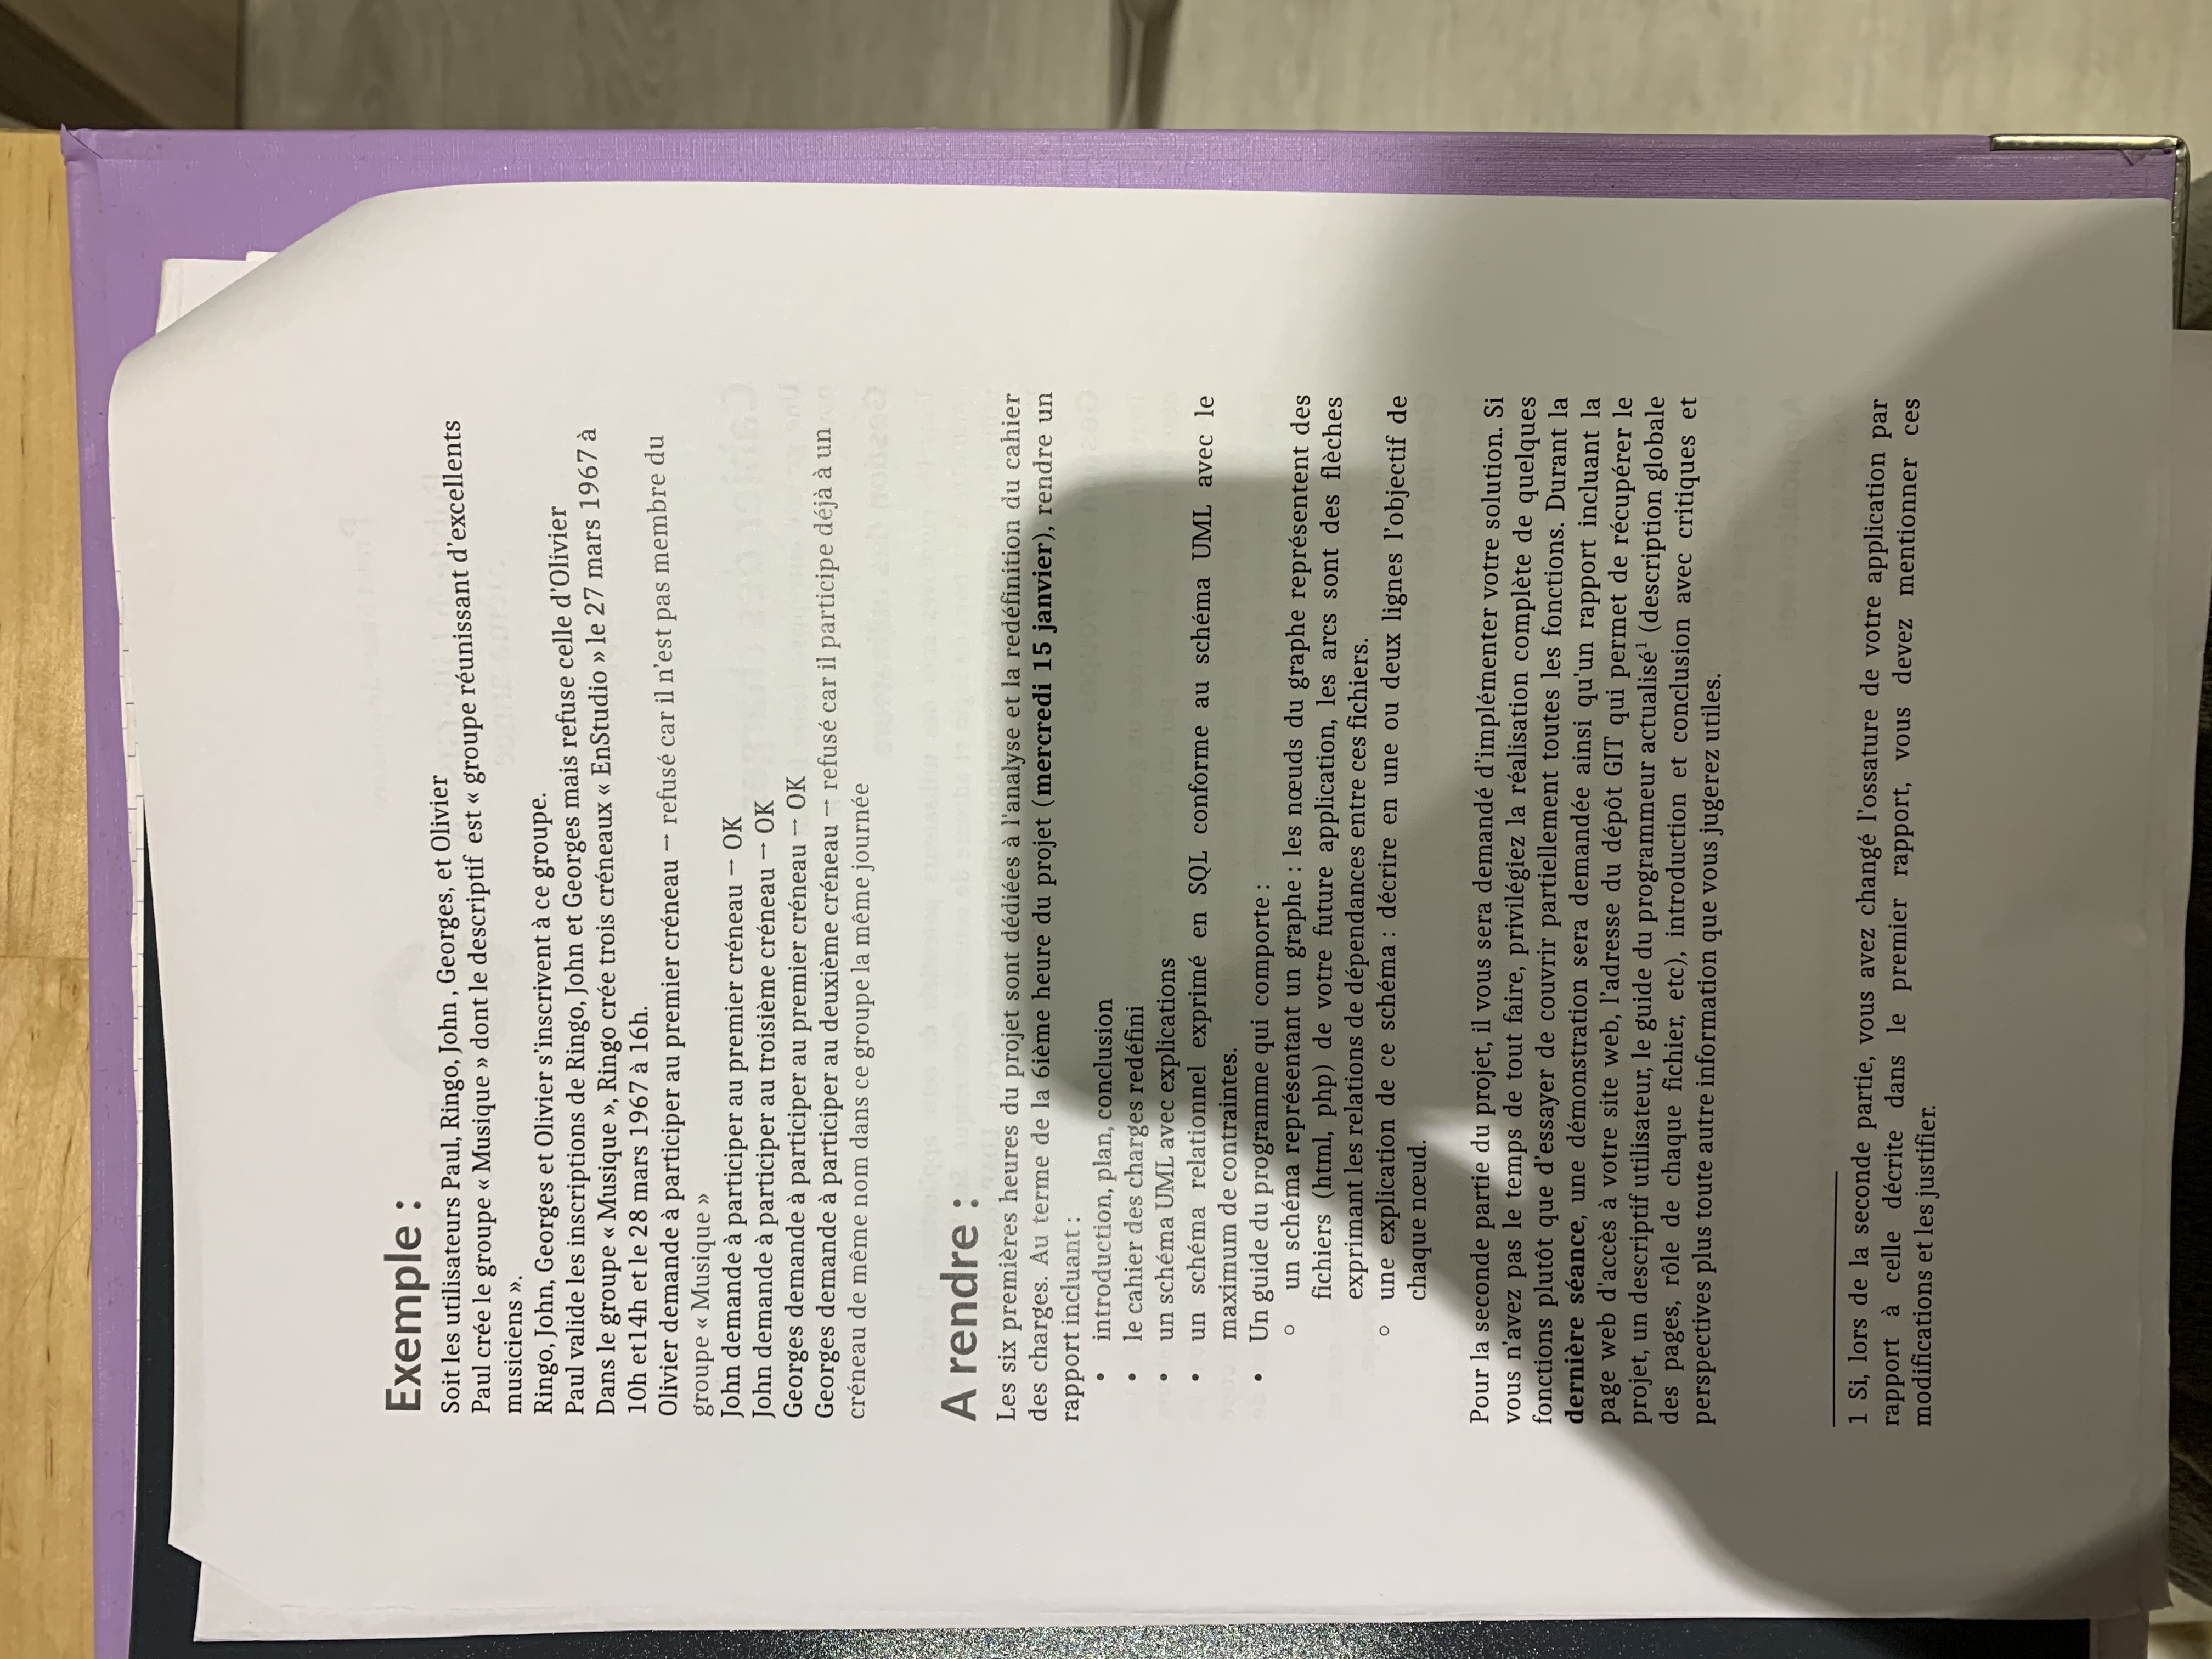 Exemple :
Soit les utilisateurs Paul, Ringo, John , Georges, et Olivier
Paul crée le groupe « Musique » dont le descriptif est « groupe réunissant d'excellents
musiciens ».
Ringo, John, Georges et Olivier s'inscrivent à ce groupe.
Paul valide les inscriptions de Ringo, John et Georges mais refuse celle d'Olivier
Dans le groupe « Musique », Ringo crée trois créneaux « EnStudio » le 27 mars 1967 à
10h et14h et le 28 mars 1967 à 16h.
Olivier demande à participer au premier créneau → refusé car il n'est pas membre du
groupe « Musique »
John demande à participer au premier créneau → OK
John demande à participer au troisième créneau → OK
Georges demande à participer au premier créneau → OK
Georges demande à participer au deuxième créneau → refusé car il participe déjà à un
créneau de même nom dans ce groupe la même journée
A rendre :
Les six premières heures du projet sont dédiées à l'analyse et la redéfinition du cahier
des charges. Au terme de la 6ième heure du projet (mercredi 15 janvier), rendre un
rapport incluant :
• introduction, plan, conclusion
• le cahier des charges redéfini
• un schéma UML avec explications
• un schéma relationnel exprimé en SQL conforme au schéma UML avec le
maximum de contraintes.
• Un guide du programme qui comporte :
○ un schéma représentant un graphe : les nœuds du graphe représentent des
fichiers (html, php) de votre future application, les arcs sont des flèches
exprimant les relations de dépendances entre ces fichiers.
○ une explication de ce schéma : décrire en une ou deux lignes l'objectif de
chaque nœud.
Pour la seconde partie du projet, il vous sera demandé d'implémenter votre solution. Si
vous n'avez pas le temps de tout faire, privilégiez la réalisation complète de quelques
fonctions plutôt que d'essayer de couvrir partiellement toutes les fonctions. Durant la
dernière séance, une démonstration sera demandée ainsi qu'un rapport incluant la
page web d'accès à votre site web, l'adresse du dépôt GIT qui permet de récupérer le
projet, un descriptif utilisateur, le guide du programmeur actualisé¹ (description globale
des pages, rôle de chaque fichier, etc), introduction et conclusion avec critiques et
perspectives plus toute autre information que vous jugerez utiles.
1 Si, lors de la seconde partie, vous avez changé l'ossature de votre application par
rapport à celle décrite dans le premier rapport, vous devez mentionner ces
modifications et les justifier.